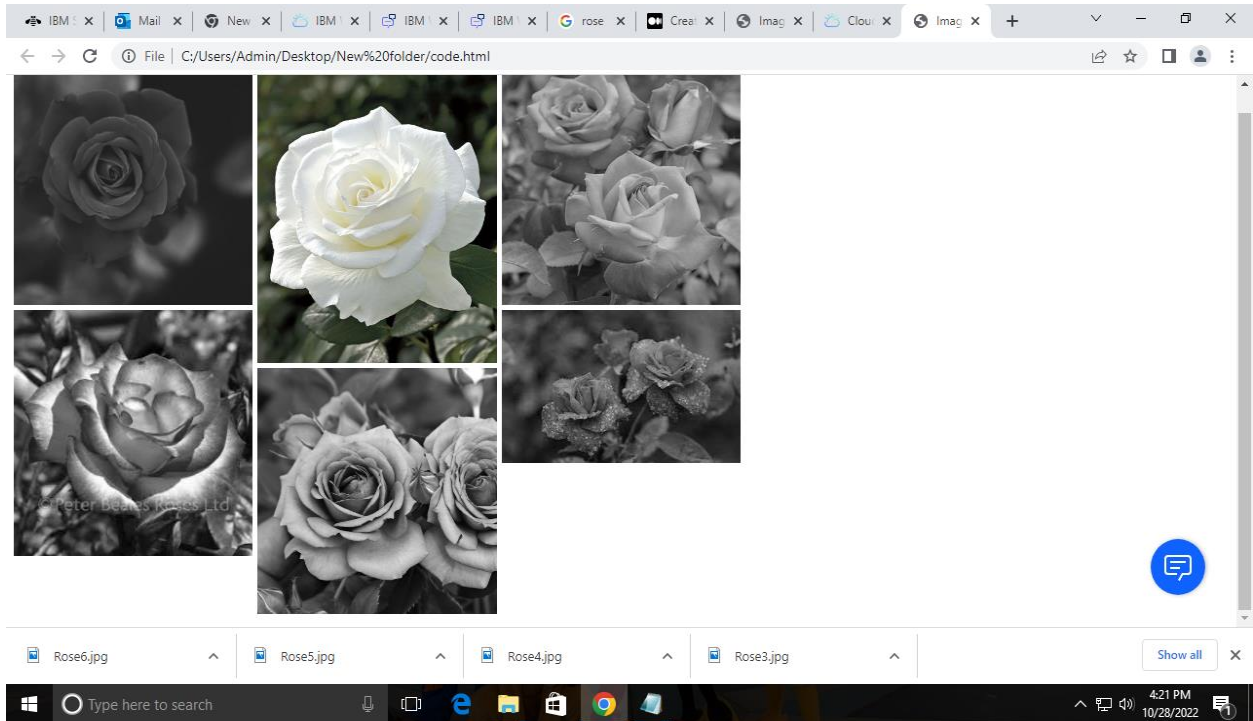 IBM S
Mail
New
IBM
IBM
IBM
rose
Creat
Imag
Clou
Imag
File | C:/Users/Admin/Desktop/New%20folder/code.html
©Peter Beales Roses Ltd
Rose6.jpg
Rose5.jpg
Rose4.jpg
Rose3.jpg
Show all
Type here to search
4:21 PM
10/28/2022
1